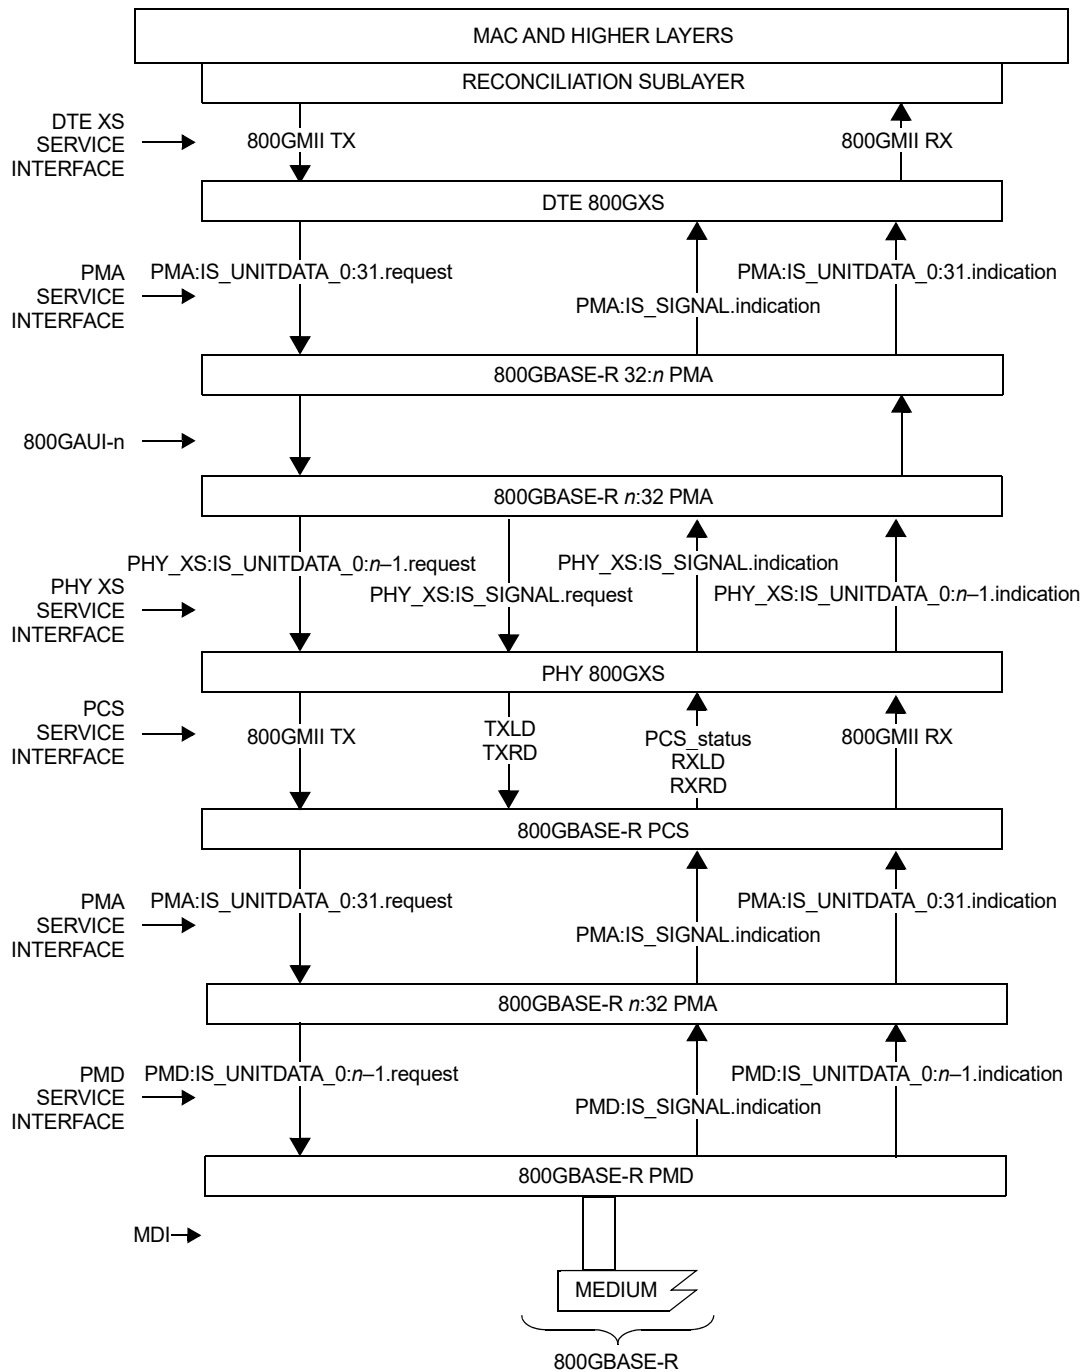 MAC AND HIGHER LAYERS
RECONCILIATION SUBLAYER
DTE XS
SERVICE
INTERFACE
800GMII TX
800GMII RX
DTE 800GXS
PMA
SERVICE
INTERFACE
PMA:IS_UNITDATA_0:31.request
PMA:IS_SIGNAL.indication
PMA:IS_UNITDATA_0:31.indication
800GBASE-R 32:n PMA
800GAUI-n
800GBASE-R n:32 PMA
PHY XS
SERVICE
INTERFACE
PHY_XS:IS_UNITDATA_0:n–1.request
PHY_XS:IS_SIGNAL.request
PHY_XS:IS_SIGNAL.indication
PHY_XS:IS_UNITDATA_0:n–1.indication
PHY 800GXS
PCS
SERVICE
INTERFACE
800GMII TX
TXLD
TXRD
PCS_status
RXLD
RXRD
800GMII RX
800GBASE-R PCS
PMA
SERVICE
INTERFACE
PMA:IS_UNITDATA_0:31.request
PMA:IS_SIGNAL.indication
PMA:IS_UNITDATA_0:31.indication
800GBASE-R n:32 PMA
PMD
SERVICE
INTERFACE
PMD:IS_UNITDATA_0:n–1.request
PMD:IS_SIGNAL.indication
PMD:IS_UNITDATA_0:n–1.indication
800GBASE-R PMD
MDI
MEDIUM
800GBASE-R